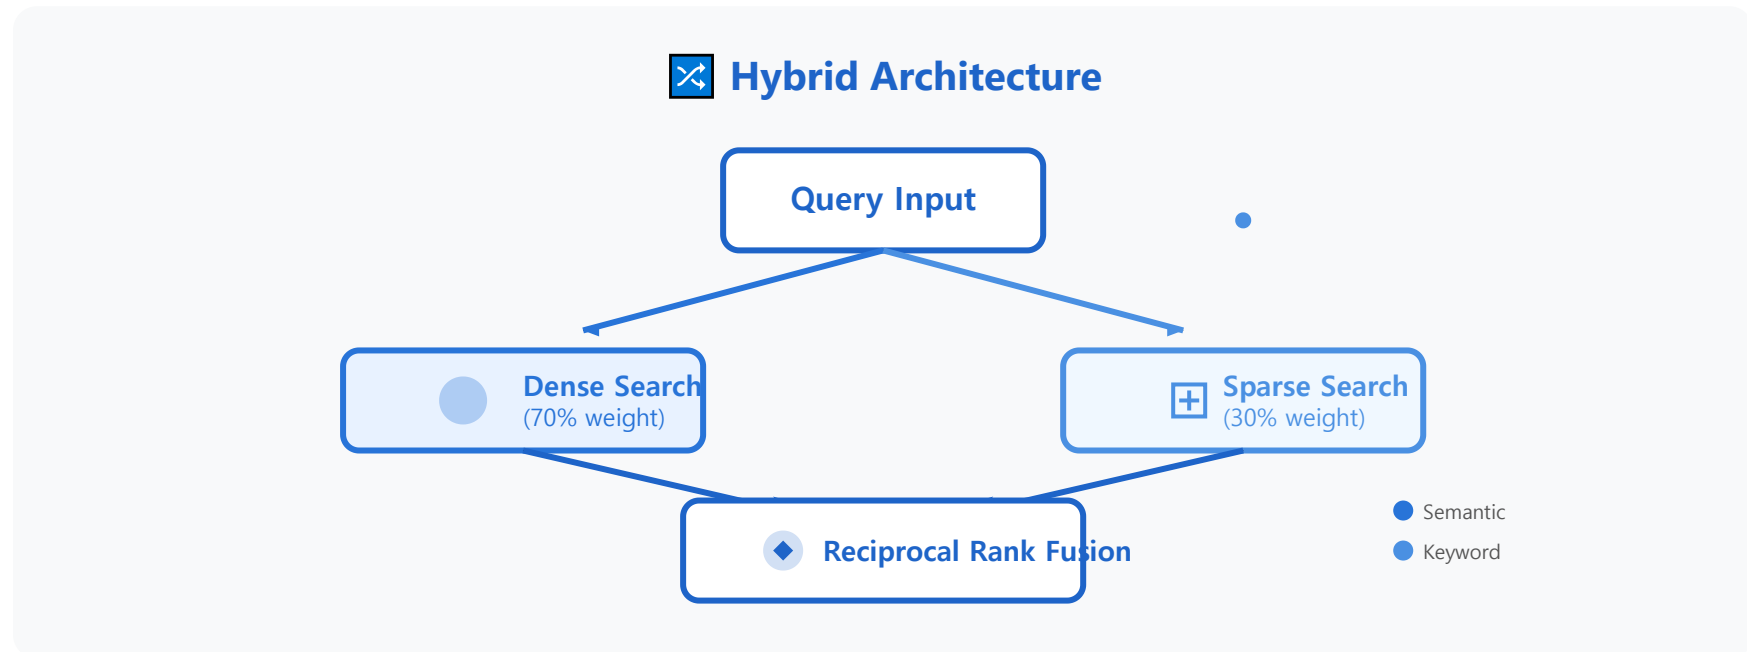 Hybrid Architecture
Query Input
Dense Search
(70% weight)
Sparse Search
(30% weight)
Reciprocal Rank Fusion
Semantic
Keyword